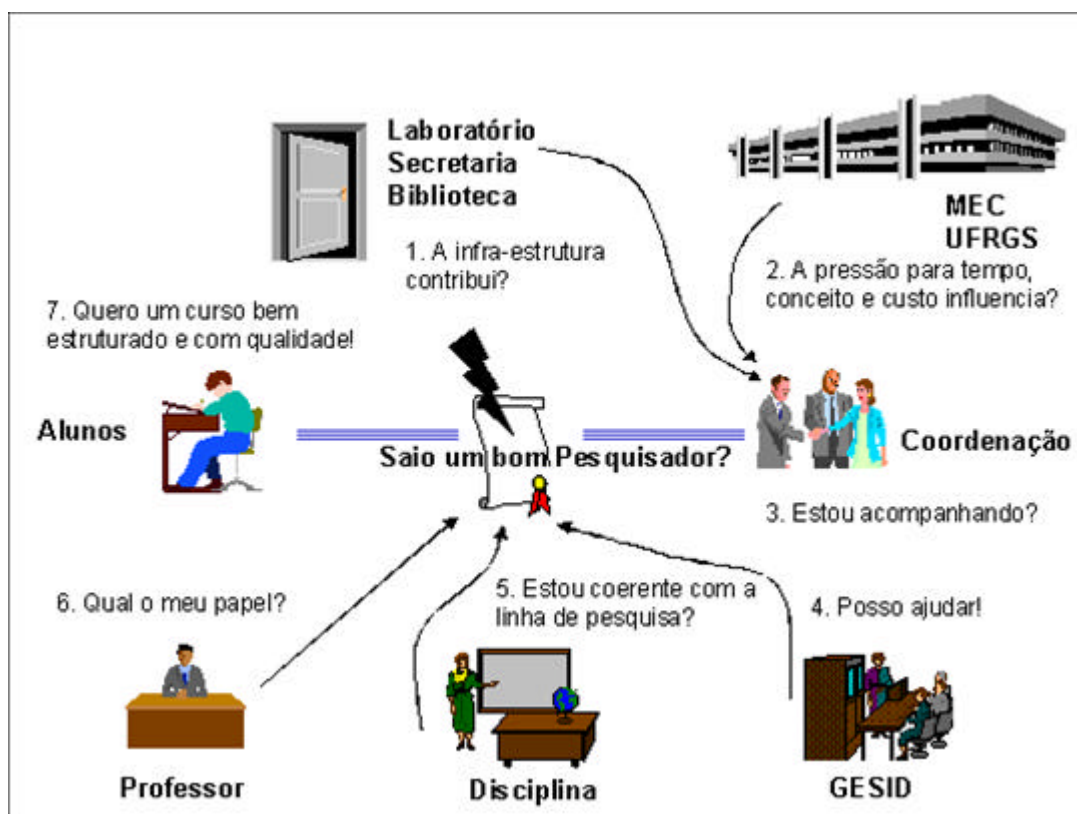 Laboratório
Secretaria
Biblioteca
MEC
UFRGS
1. A infra-estrutura
contribui?
2. A pressão para tempo,
conceito e custo influencia?
7. Quero um curso bem
estruturado e com qualidade!
Alunos
Saio um bom Pesquisador?
Coordenação
3. Estou acompanhando?
6. Qual o meu papel?
5. Estou coerente com a
linha de pesquisa?
4. Posso ajudar!
Professor
Disciplina
GESID